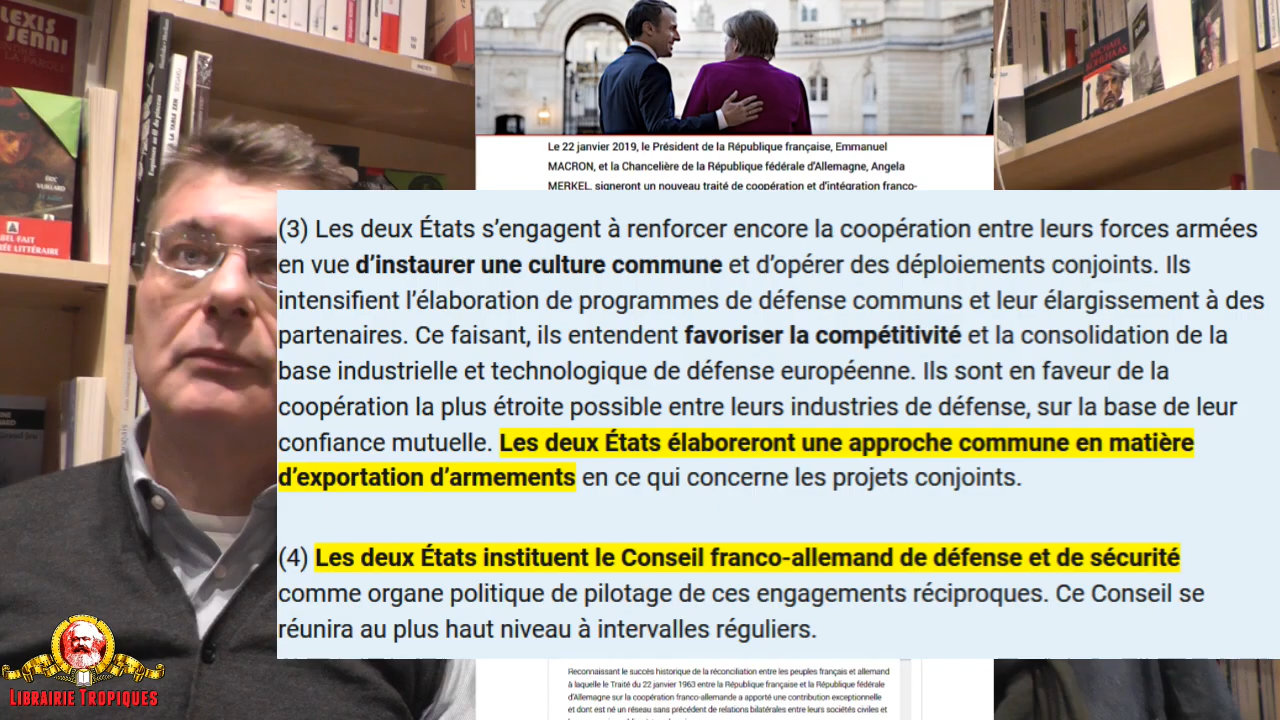 LEXIS
JENNI
LA PAROLE
ÉRIC
VUILLARD
LA TABLE ZEN
INDEX
Le 22 janvier 2019, le Président de la République française, Emmanuel
MACRON, et la Chancelière de la République fédérale d'Allemagne, Angela
MERKEL, signeront un nouveau traité de coopération et d'intégration franco-
(3) Les deux États s’engagent à renforcer encore la coopération entre leurs forces armées
en vue d’instaurer une culture commune et d’opérer des déploiements conjoints. Ils
intensifient l’élaboration de programmes de défense communs et leur élargissement à des
partenaires. Ce faisant, ils entendent favoriser la compétitivité et la consolidation de la
base industrielle et technologique de défense européenne. Ils sont en faveur de la
coopération la plus étroite possible entre leurs industries de défense, sur la base de leur
confiance mutuelle. Les deux États élaboreront une approche commune en matière
d’exportation d’armements en ce qui concerne les projets conjoints.
(4) Les deux États instituent le Conseil franco-allemand de défense et de sécurité
comme organe politique de pilotage de ces engagements réciproques. Ce Conseil se
réunira au plus haut niveau à intervalles réguliers.
Reconnaissant le succès historique de la réconciliation entre les peuples français et allemand
à laquelle le Traité du 22 janvier 1963 entre la République française et la République fédérale
d'Allemagne sur la coopération franco-allemande a apporté une contribution exceptionnelle
et dont est né un réseau sans précédent de relations bilatérales entre leurs sociétés civiles et
LIBRAIRIE TROPIQUES